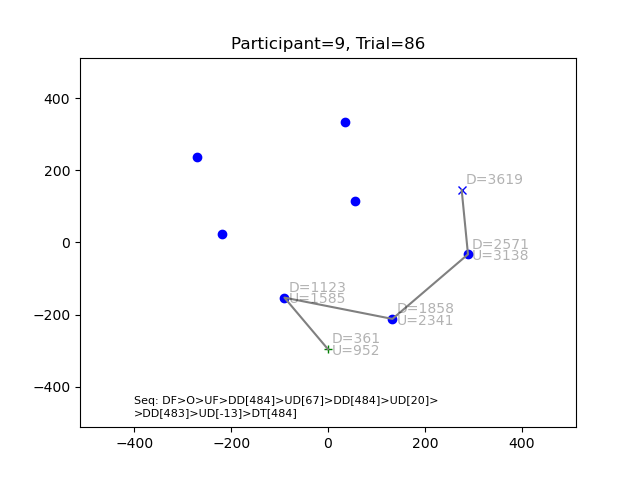 Participant=9, Trial=86
400
200
0
−200
−400
D=3619
D=2571
U=3138
D=1123
U=1585
D=1858
U=2341
D=361
U=952
Seq: DF>O>UF>DD[484]>UD[67]>DD[484]>UD[20]>
>DD[483]>UD[-13]>DT[484]
−400 −200 0 200 400